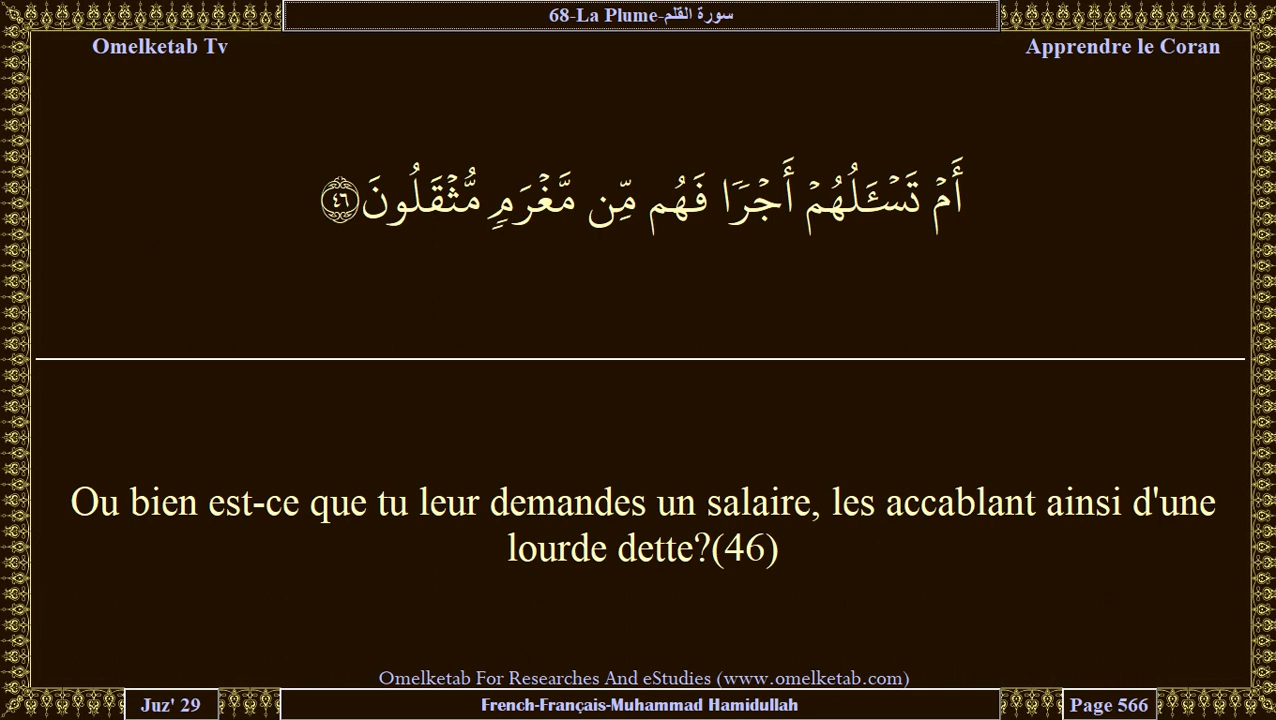 68-La Plume-سورة القلم
Omelketab Tv
Apprendre le Coran
أَمۡ تَسۡـَٔلُهُمۡ أَجۡرٗا فَهُم مِّن مَّغۡرَمٖ مُّثۡقَلُونَ ٤٦
Ou bien est-ce que tu leur demandes un salaire, les accablant ainsi d'une
lourde dette?(46)
Omelketab For Researches And eStudies (www.omelketab.com)
Juz' 29
French-Français-Muhammad Hamidullah
Page 566